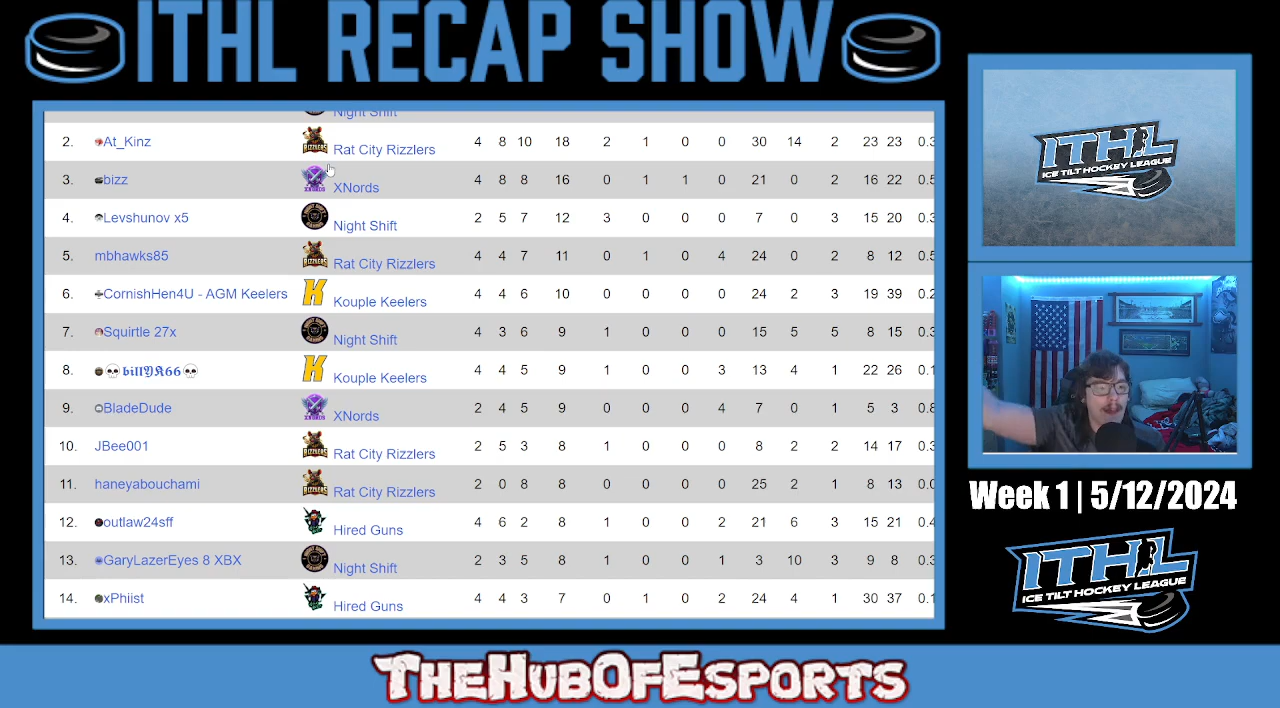 ITHL RECAP SHOW
Night Shift
2. At_Kinz Rat City Rizzlers 4 8 10 18 2 1 0 0 30 14 2 23 23 0.3
3. bizz XNords 4 8 8 16 0 1 1 0 21 0 2 16 22 0.5
4. Levshunov x5 Night Shift 2 5 7 12 3 0 0 0 7 0 3 15 20 0.3
5. mbhawks85 Rat City Rizzlers 4 4 7 11 0 1 0 4 24 0 2 8 12 0.5
6. CornishHen4U - AGM Keelers Kouple Keelers 4 4 6 10 0 0 0 0 24 2 3 19 39 0.2
7. Squirtle 27x Night Shift 4 3 6 9 1 0 0 0 15 5 5 8 15 0.3
8. 💀𝖇𝖎𝖑𝖑𝖄𝕶66💀 Kouple Keelers 4 4 5 9 1 0 0 3 13 4 1 22 26 0.1
9. BladeDude XNords 2 4 5 9 0 0 0 4 7 0 1 5 3 0.8
10. JBee001 Rat City Rizzlers 2 5 3 8 1 0 0 0 8 2 2 14 17 0.3
11. haneyabouchami Rat City Rizzlers 2 0 8 8 0 0 0 0 25 2 1 8 13 0.0
12. outlaw24sff Hired Guns 4 6 2 8 1 0 0 2 21 6 3 15 21 0.4
13. GaryLazerEyes 8 XBX Night Shift 2 3 5 8 1 0 0 1 3 10 3 9 8 0.3
14. xPhiist Hired Guns 4 4 3 7 0 1 0 2 24 4 1 30 37 0.1
ITHL
ICE TILT HOCKEY LEAGUE
Week 1 | 5/12/2024
ITHL
ICE TILT HOCKEY LEAGUE
THEHUBOFESPORTS